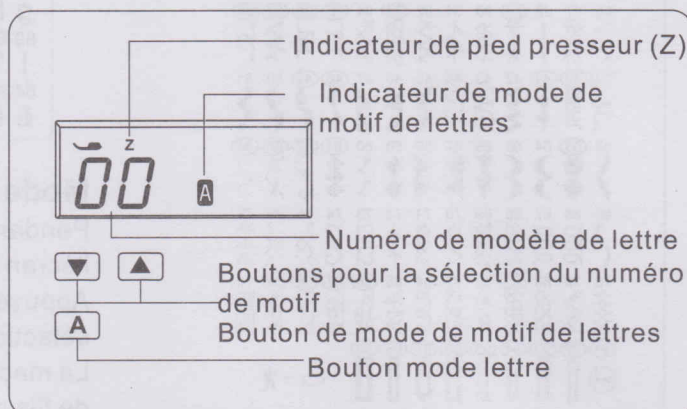 Indicateur de pied presseur (Z)
Indicateur de mode de
motif de lettres
Z
00
A
Numéro de modèle de lettre
Boutons pour la sélection du numéro
de motif
A
Bouton de mode de motif de lettres
Bouton mode lettre